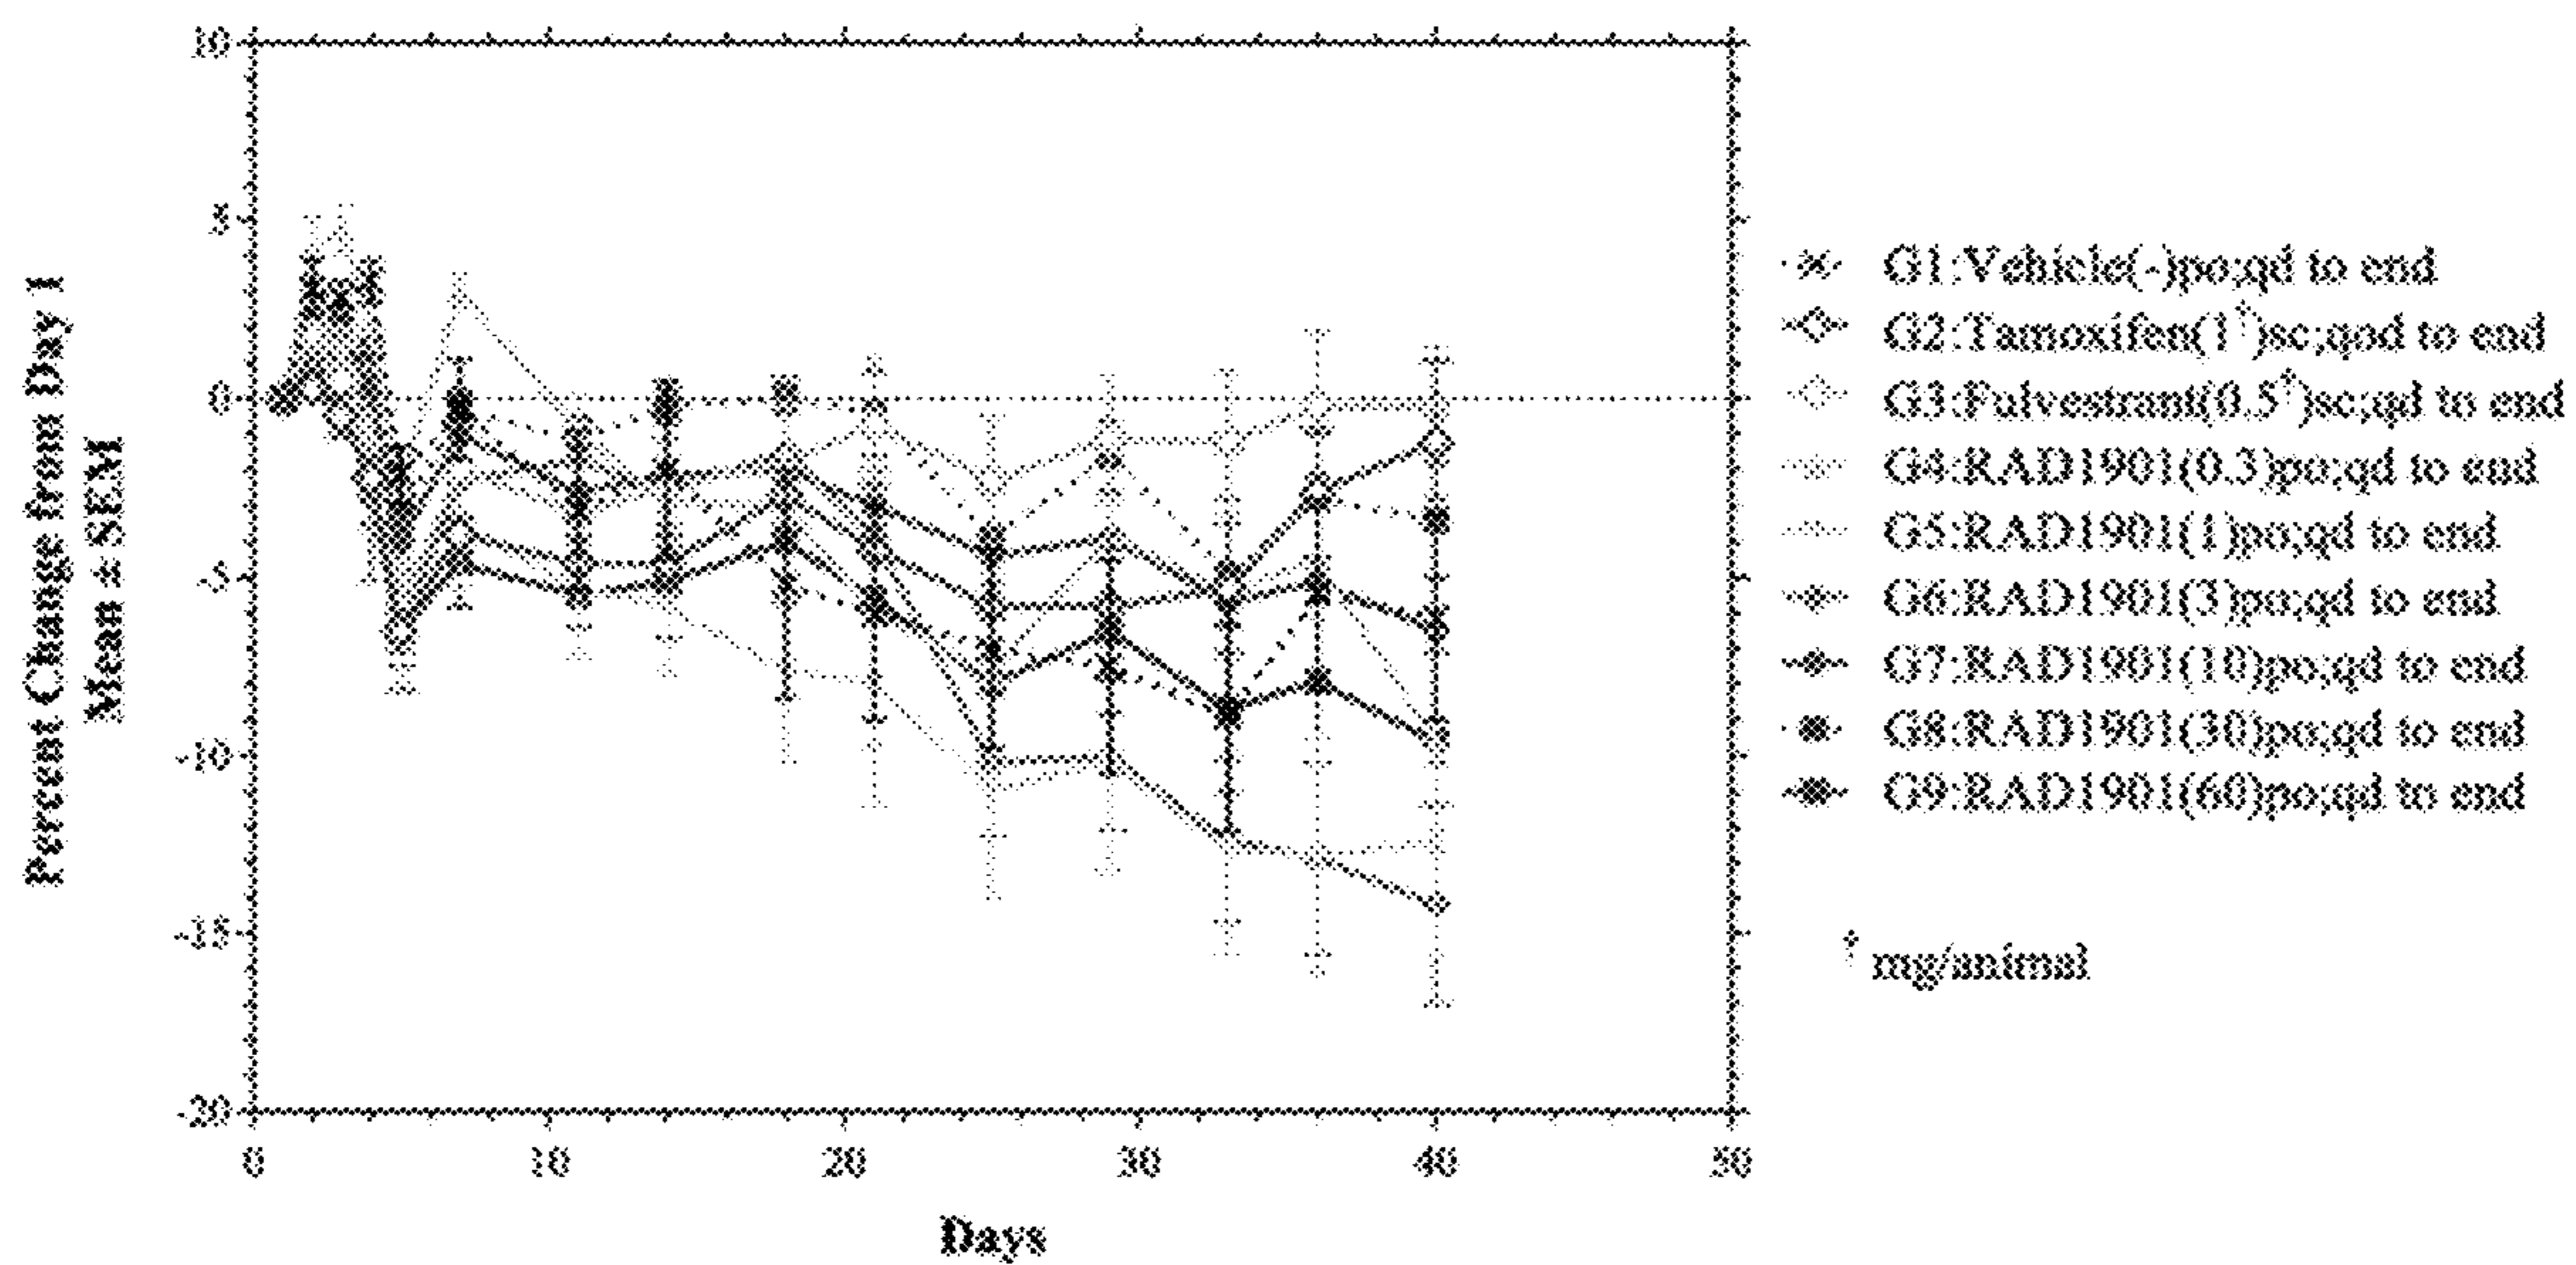 Percent Change from Day 1
Mean ± SEM
10
5
0
-5
-10
-15
-20
0 10 20 30 40 50
Days
G1:Vehicle(-)po;qd to end
G2:Tamoxifen(1†)sc;qod to end
G3:Fulvestrant(0.5†)sc;qd to end
G4:RAD1901(0.3)po;qd to end
G5:RAD1901(1)po;qd to end
G6:RAD1901(3)po;qd to end
G7:RAD1901(10)po;qd to end
G8:RAD1901(30)po;qd to end
G9:RAD1901(60)po;qd to end
† mg/animal